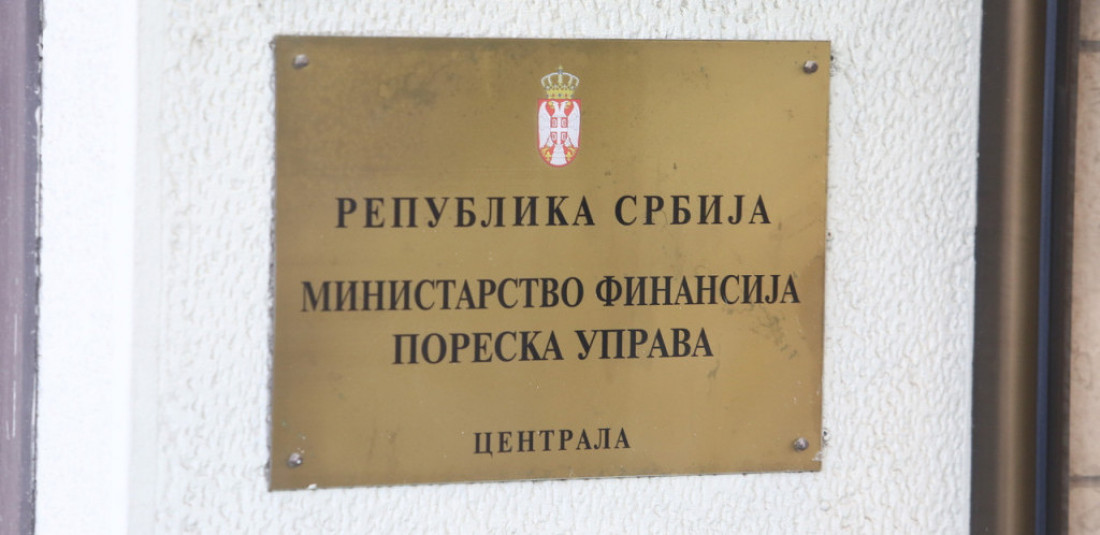 РЕПУБЛИКА СРБИЈА
МИНИСТАРСТВО ФИНАНСИЈА
ПОРЕСКА УПРАВА
ЦЕНТРАЛА